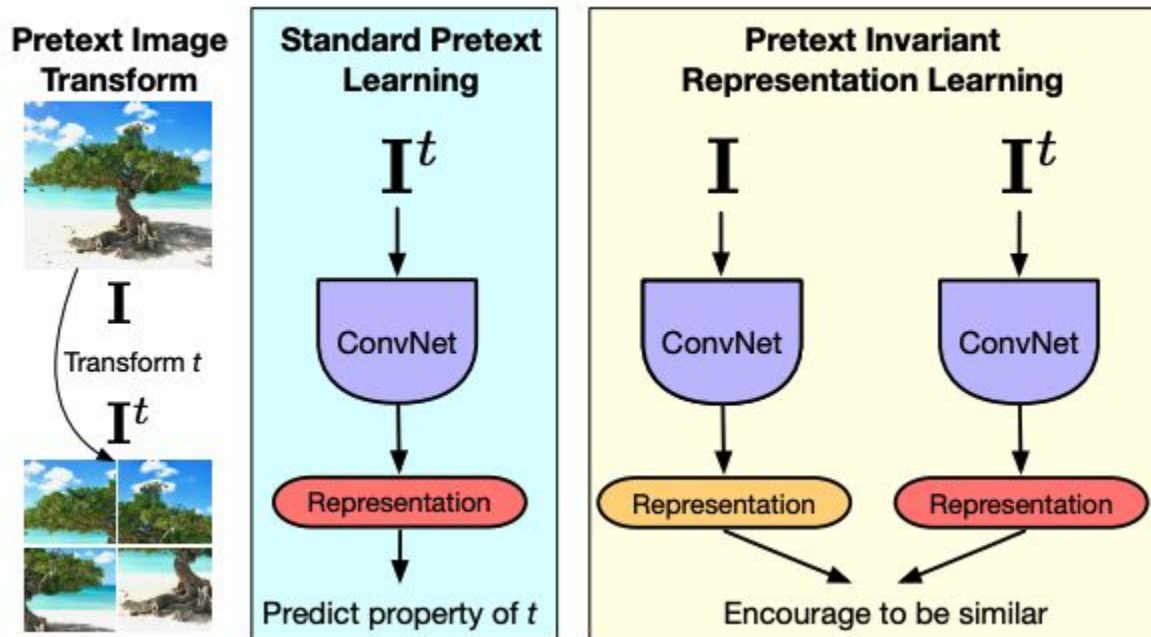 Pretext Image
Transform
I
Transform t
I^t
Standard Pretext
Learning
I^t
ConvNet
Representation
Predict property of t
Pretext Invariant
Representation Learning
I
I^t
ConvNet
ConvNet
Representation
Representation
Encourage to be similar